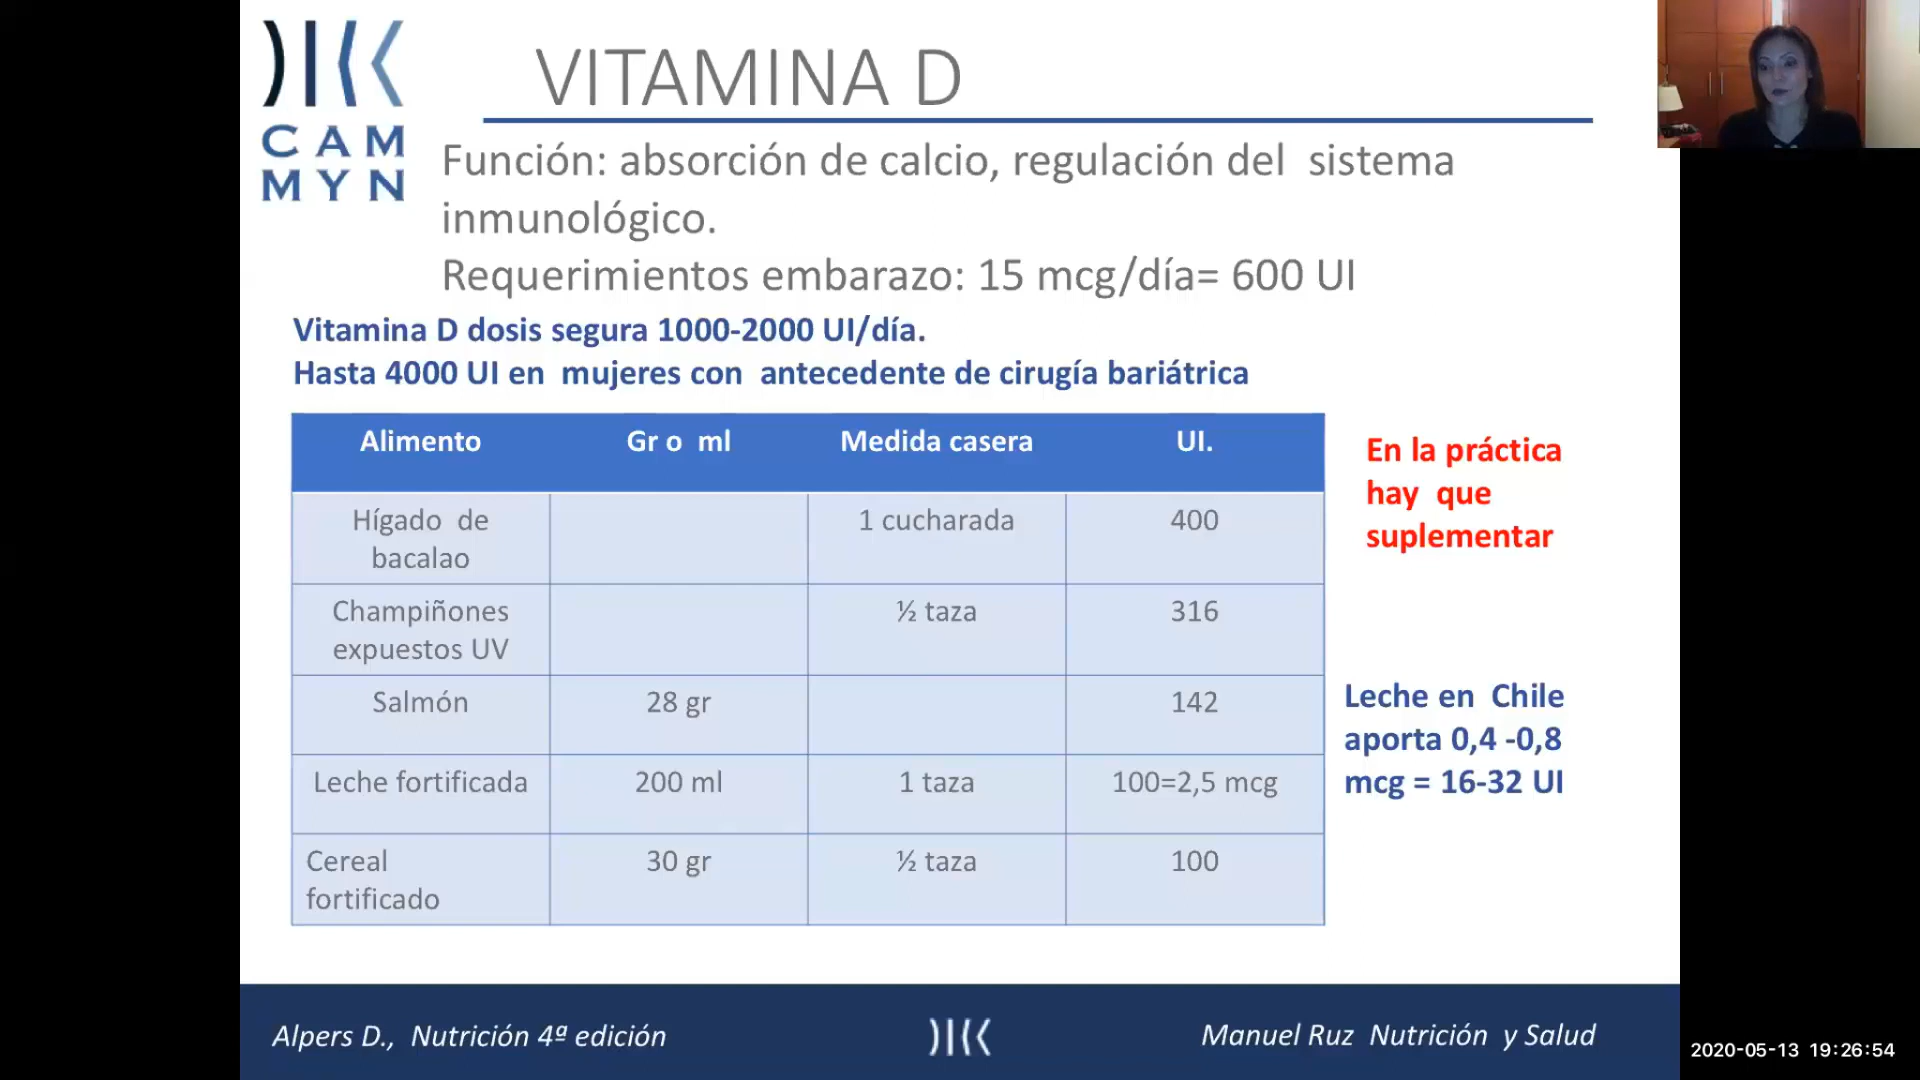 CAM
MYN
VITAMINA D
Función: absorción de calcio, regulación del sistema
inmunológico.
Requerimientos embarazo: 15 mcg/día= 600 UI
Vitamina D dosis segura 1000-2000 UI/día.
Hasta 4000 UI en mujeres con antecedente de cirugía bariátrica
Alimento Gr o ml Medida casera UI.
Hígado de
bacalao
1 cucharada 400
Champiñones
expuestos UV
½ taza 316
Salmón 28 gr 142
Leche fortificada 200 ml 1 taza 100=2,5 mcg
Cereal
fortificado
30 gr ½ taza 100
En la práctica
hay que
suplementar
Leche en Chile
aporta 0,4 -0,8
mcg = 16-32 UI
Alpers D., Nutrición 4ª edición
Manuel Ruz Nutrición y Salud
2020-05-13 19:26:54